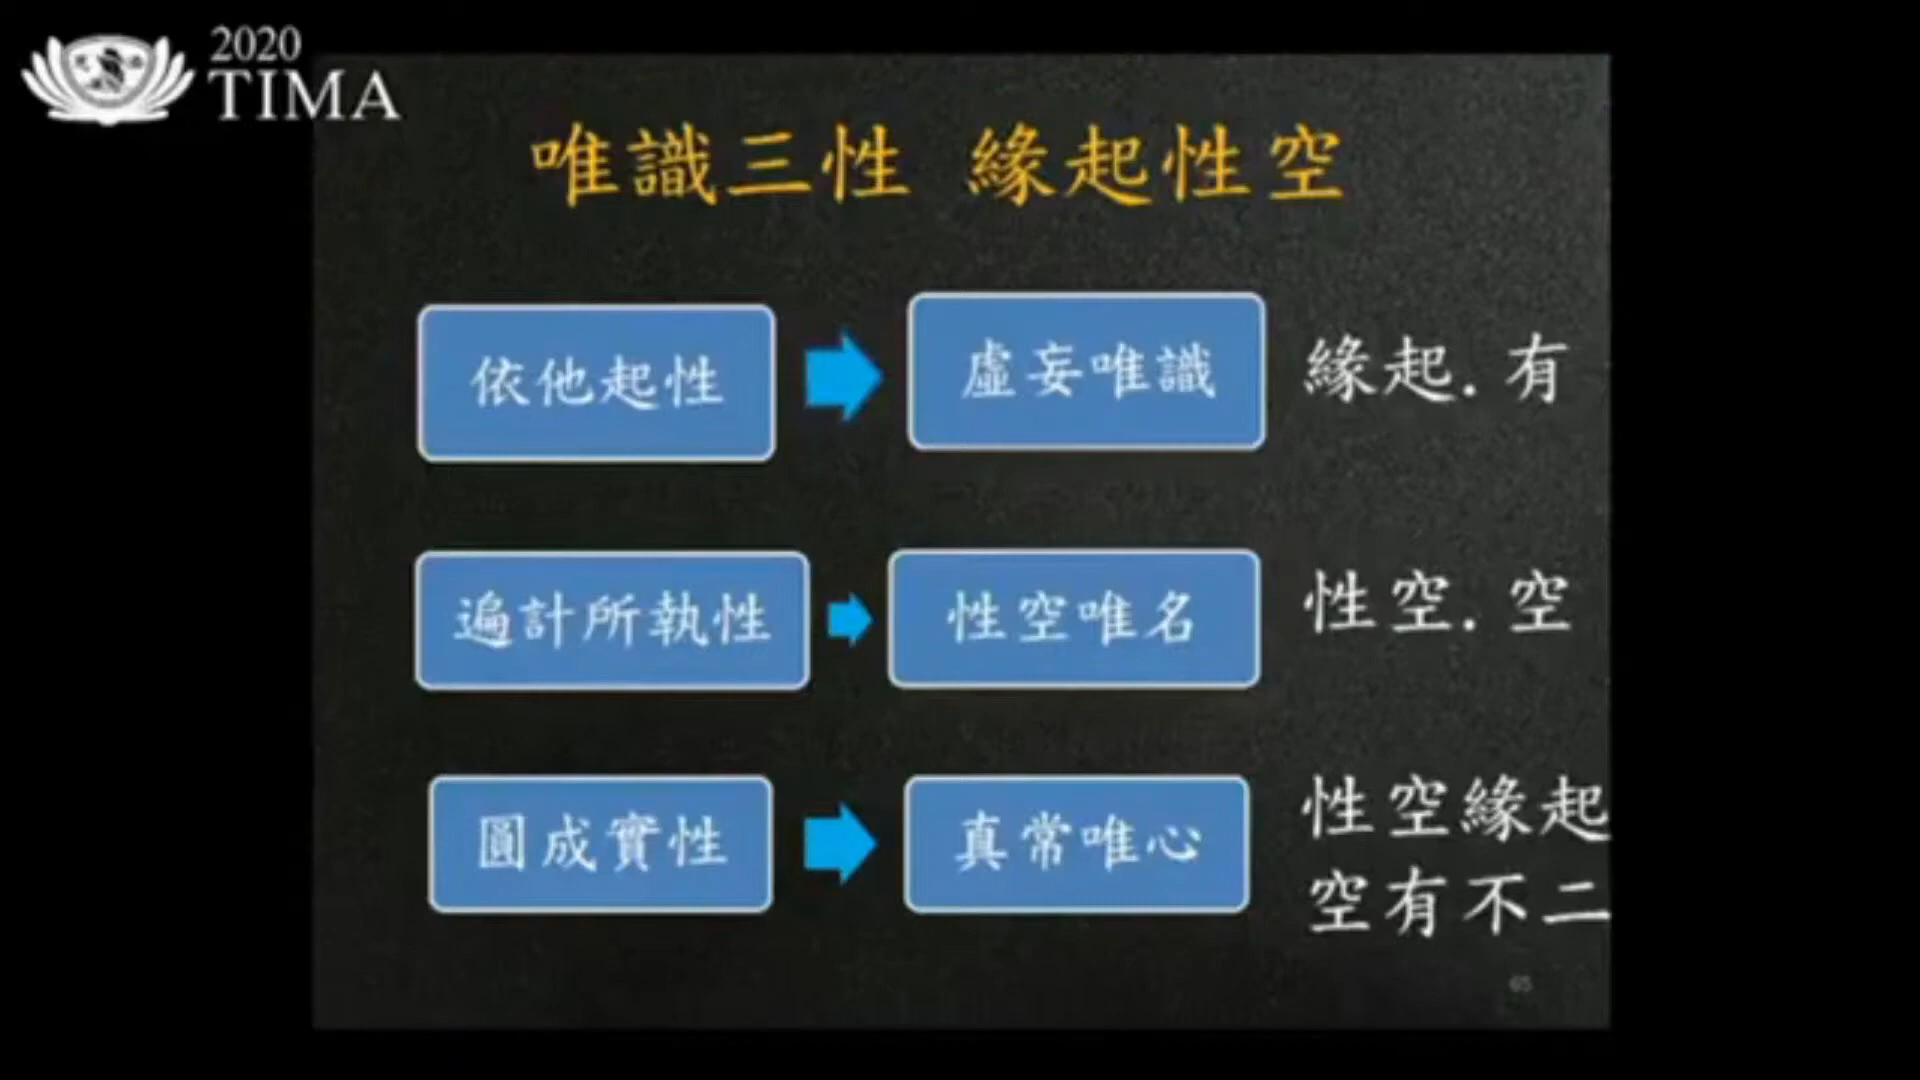 2020
TIMA
唯識三性 緣起性空
依他起性
虛妄唯識
緣起. 有
遍計所執性
性空唯名
性空. 空
圓成實性
真常唯心
性空緣起
空有不二
65